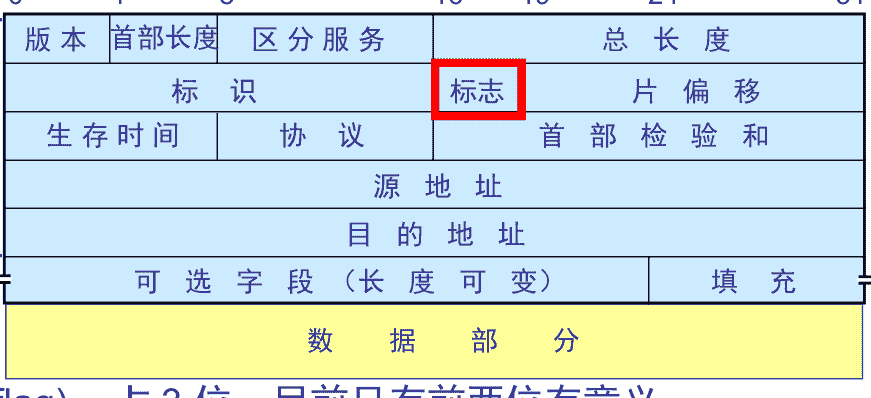 版本 首部长度 区分服务 总长度
标识 标志 片偏移
生存时间 协议 首部检验和
源地址
目的地址
可选字段（长度可变） 填充
数据部分